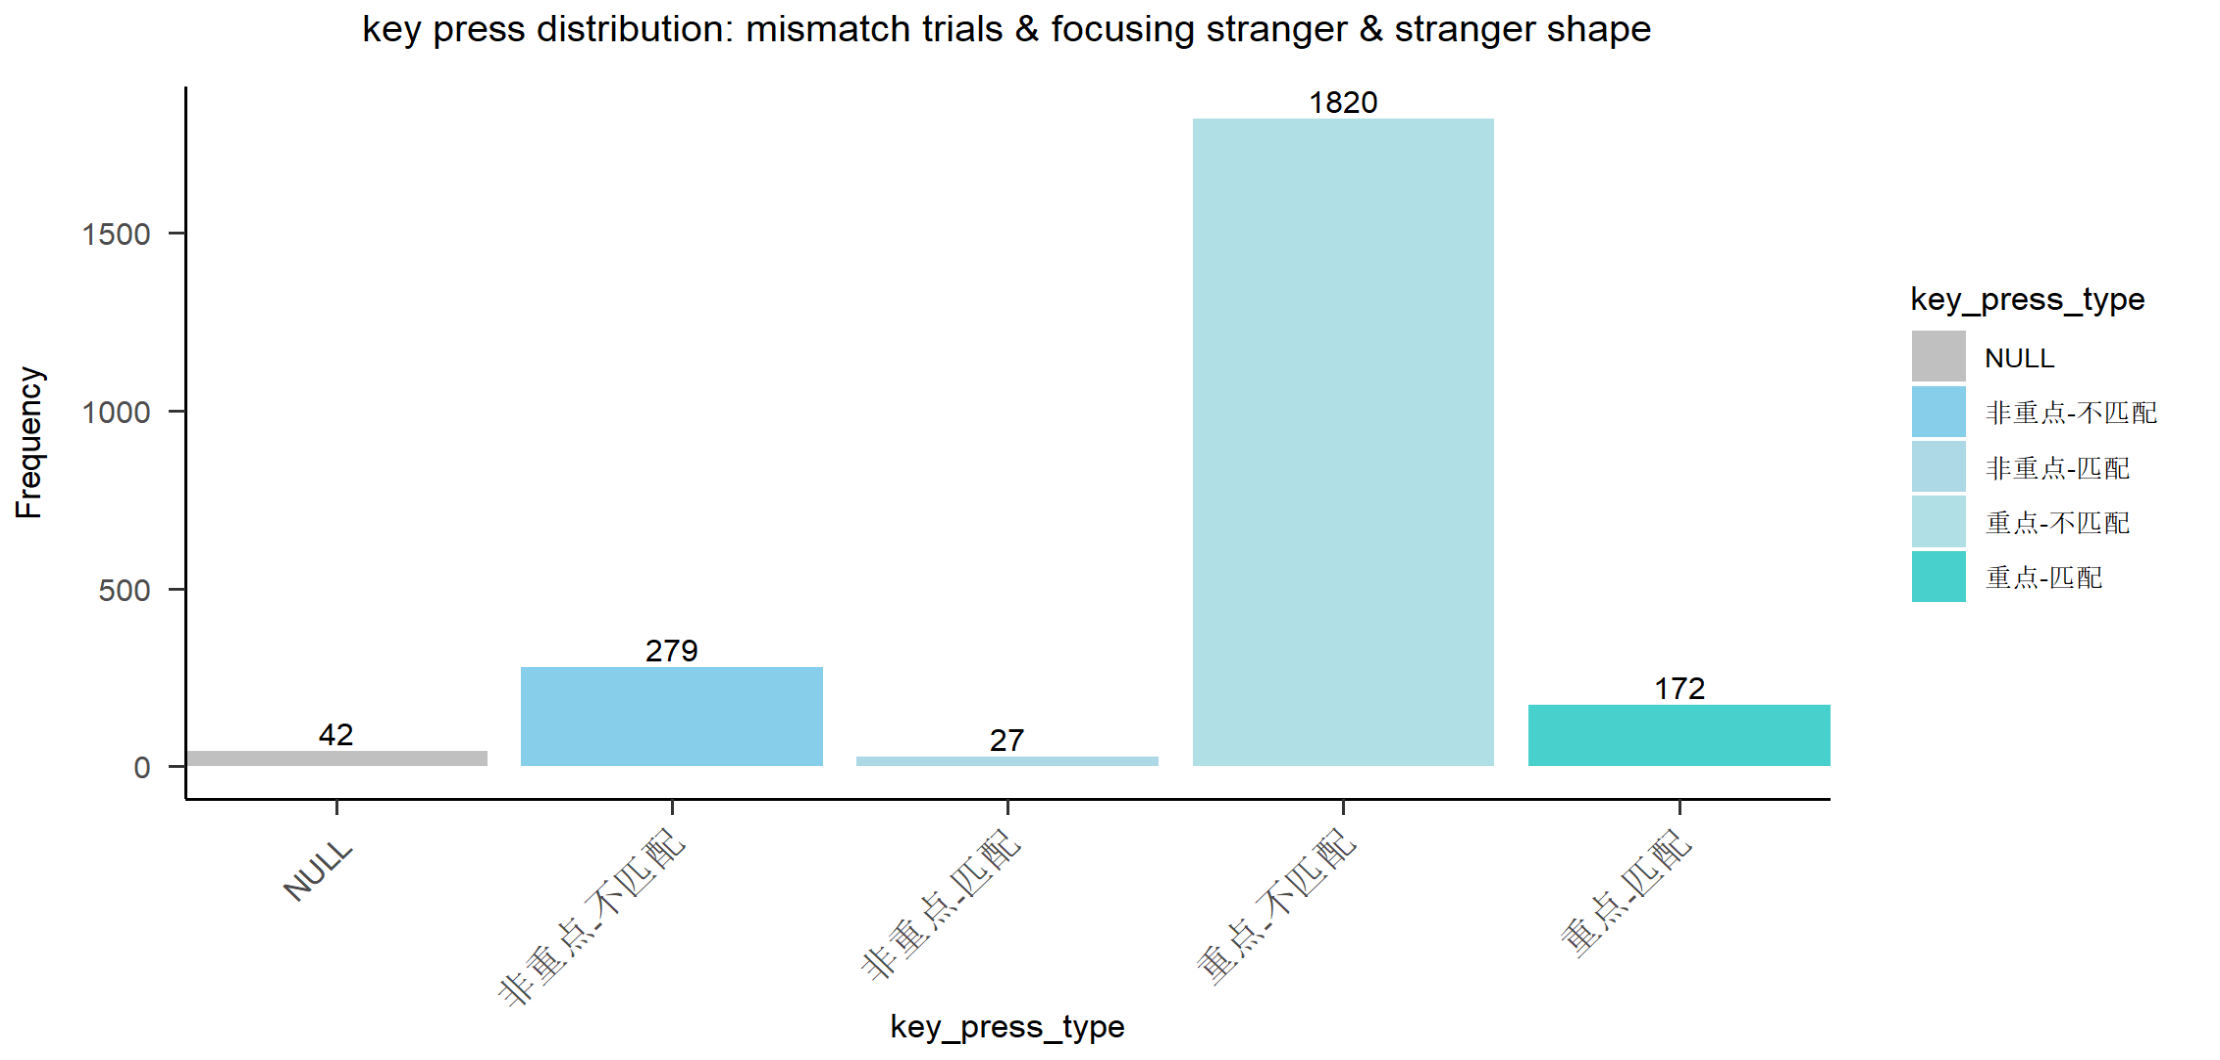 key press distribution: mismatch trials & focusing stranger & stranger shape
Frequency
1500
1000
500
0
42
279
27
1820
172
NULL
非重点-不匹配
非重点-匹配
重点-不匹配
重点-匹配
key_press_type
key_press_type
NULL
非重点-不匹配
非重点-匹配
重点-不匹配
重点-匹配